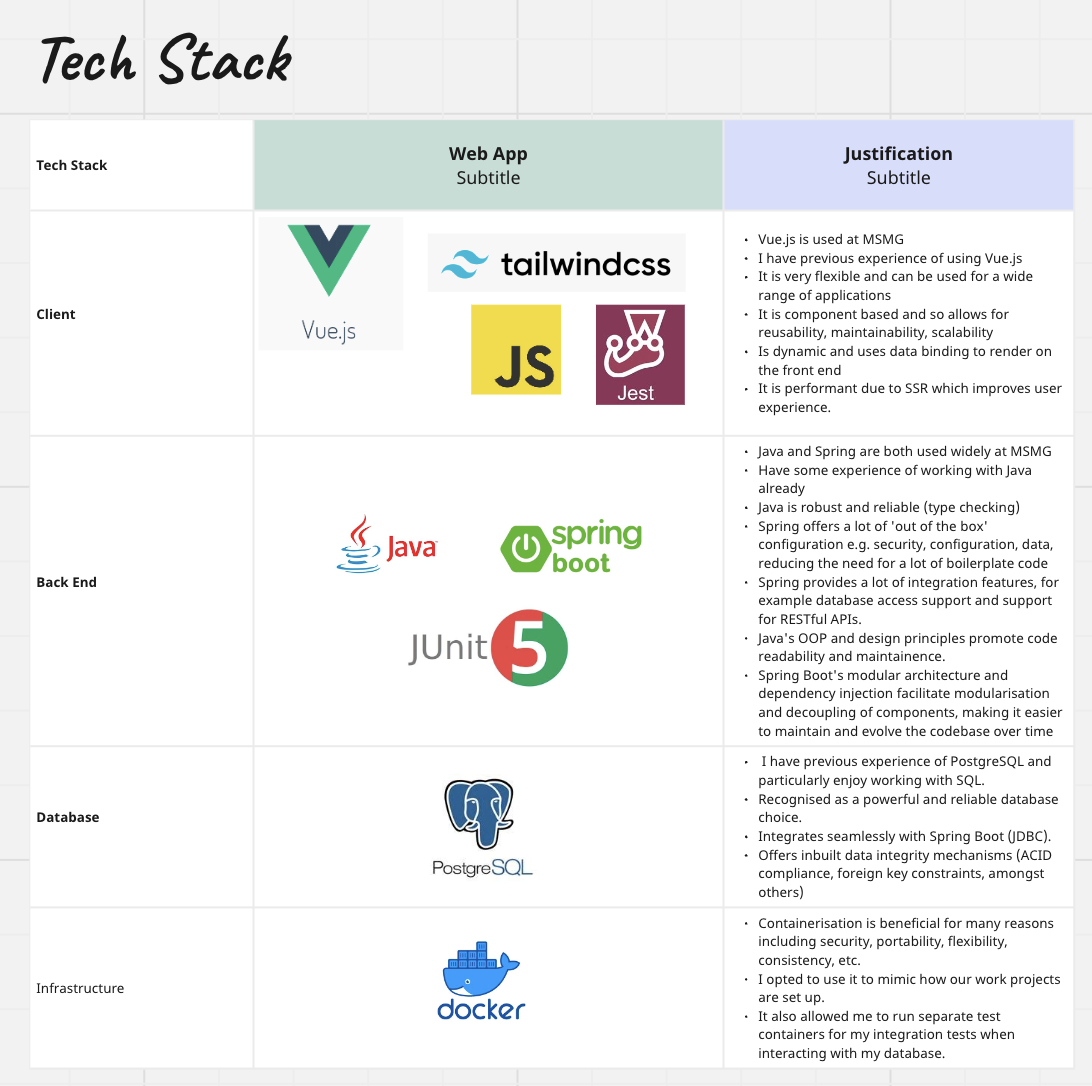 Tech Stack
Tech Stack
Web App
Subtitle
Justification
Subtitle
Client
Vue.js
tailwindcss
JS
Jest
• Vue.js is used at MSMG
• I have previous experience of using Vue.js
• It is very flexible and can be used for a wide
range of applications
• It is component based and so allows for
reusability, maintainability, scalability
• Is dynamic and uses data binding to render on
the front end
• It is performant due to SSR which improves user
experience.
Back End
Java
spring
boot
JUnit 5
• Java and Spring are both used widely at MSMG
• Have some experience of working with Java
already
• Java is robust and reliable (type checking)
• Spring offers a lot of 'out of the box'
configuration e.g. security, configuration, data,
reducing the need for a lot of boilerplate code
• Spring provides a lot of integration features, for
example database access support and support
for RESTful APIs.
• Java's OOP and design principles promote code
readability and maintainence.
• Spring Boot's modular architecture and
dependency injection facilitate modularisation
and decoupling of components, making it easier
to maintain and evolve the codebase over time
Database
PostgreSQL
• I have previous experience of PostgreSQL and
particularly enjoy working with SQL.
• Recognised as a powerful and reliable database
choice.
• Integrates seamlessly with Spring Boot (JDBC).
• Offers inbuilt data integrity mechanisms (ACID
compliance, foreign key constraints, amongst
others)
Infrastructure
docker
• Containerisation is beneficial for many reasons
including security, portability, flexibility,
consistency, etc.
• I opted to use it to mimic how our work projects
are set up.
• It also allowed me to run separate test
containers for my integration tests when
interacting with my database.